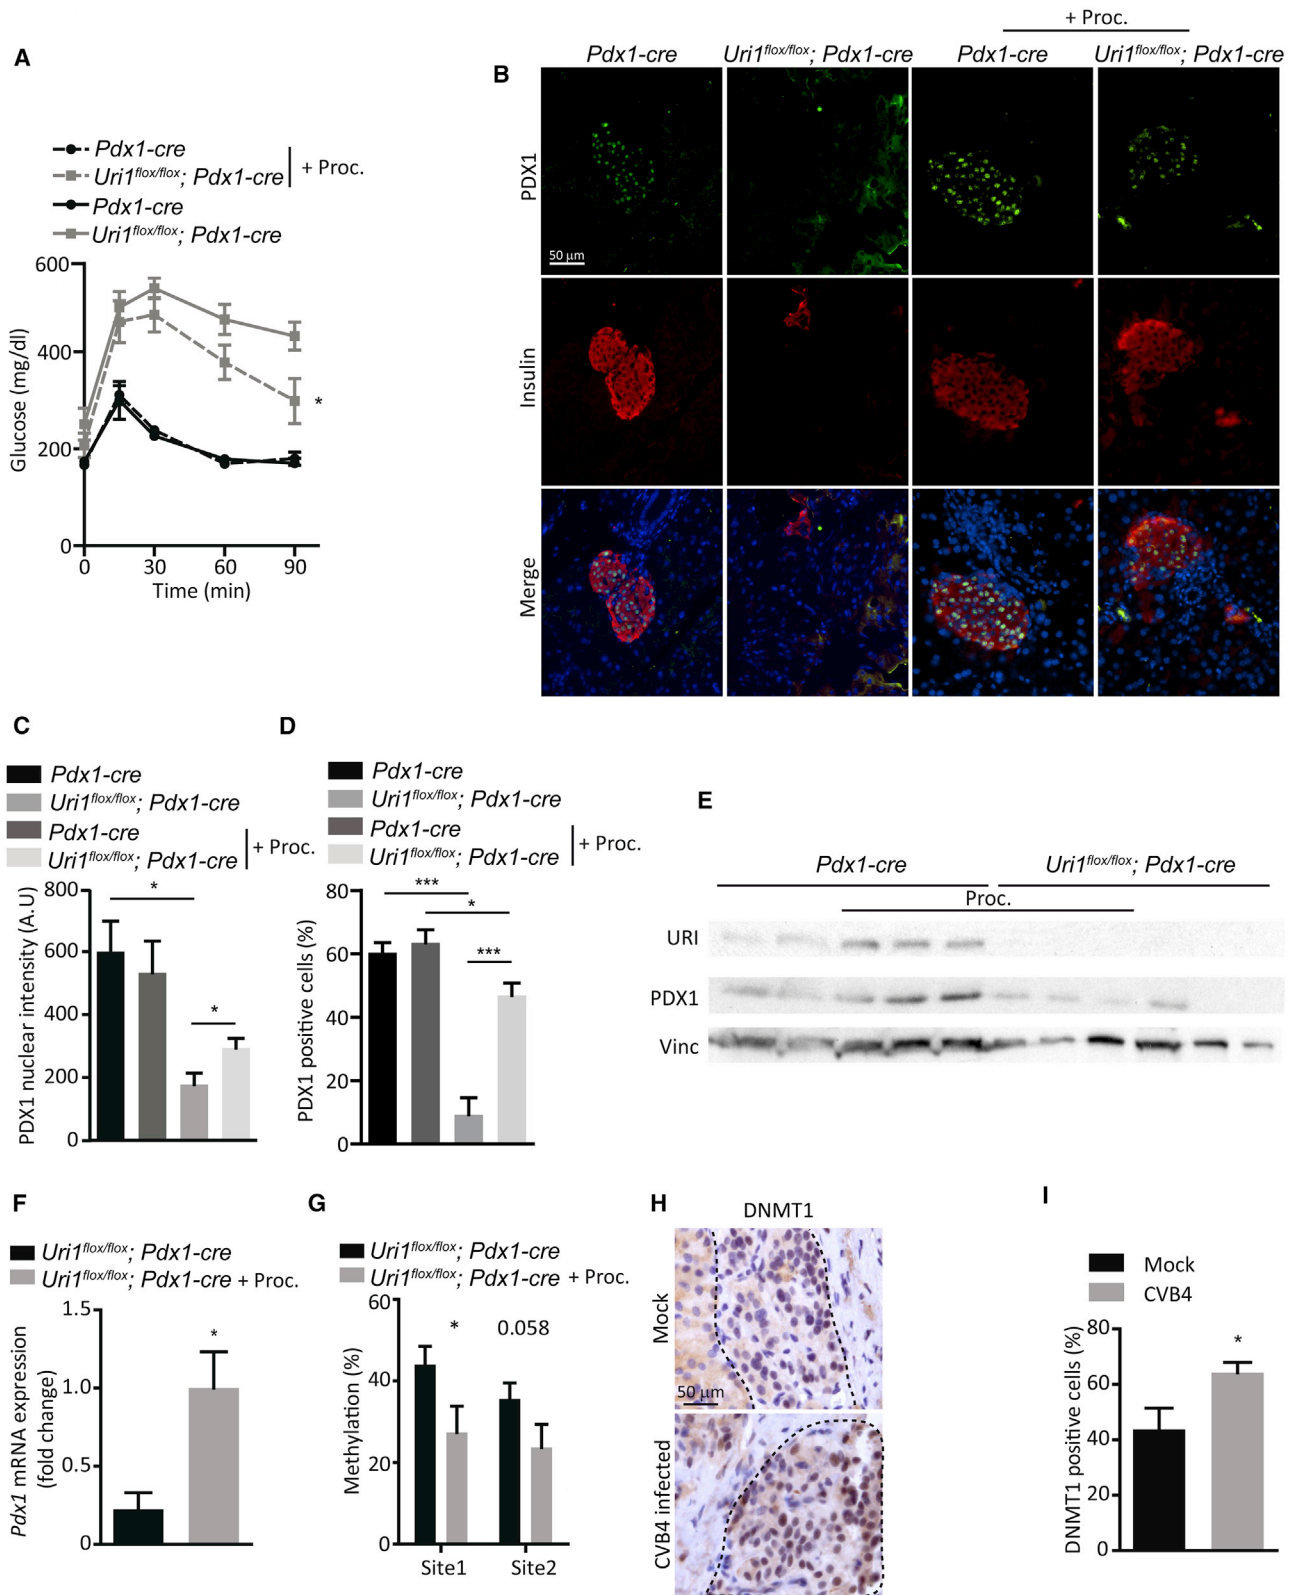 A
Pdx1-cre
Uri1flox/flox; Pdx1-cre
+ Proc.
Pdx1-cre
Uri1flox/flox; Pdx1-cre
600
400
200
0
Glucose (mg/dl)
*
0 30 60 90
Time (min)
B
+ Proc.
Pdx1-cre Uri1flox/flox; Pdx1-cre Pdx1-cre Uri1flox/flox; Pdx1-cre
PDX1
50 µm
Insulin
Merge
C
Pdx1-cre
Uri1flox/flox; Pdx1-cre
Pdx1-cre
Uri1flox/flox; Pdx1-cre
+ Proc.
800
600
400
200
0
PDX1 nuclear intensity (A.U)
*
*
D
Pdx1-cre
Uri1flox/flox; Pdx1-cre
Pdx1-cre
Uri1flox/flox; Pdx1-cre
+ Proc.
80
60
40
20
0
PDX1 positive cells (%)
***
*
***
E
Pdx1-cre Uri1flox/flox; Pdx1-cre
Proc.
URI
PDX1
Vinc
F
Uri1flox/flox; Pdx1-cre
Uri1flox/flox; Pdx1-cre + Proc.
1.5
1.0
0.5
0
Pdx1 mRNA expression
(fold change)
*
G
Uri1flox/flox; Pdx1-cre
Uri1flox/flox; Pdx1-cre + Proc.
60
40
20
0
Methylation (%)
* 0.058
Site1 Site2
H
DNMT1
Mock
50 µm
CVB4 infected
I
Mock
CVB4
80
60
40
20
0
DNMT1 positive cells (%)
*